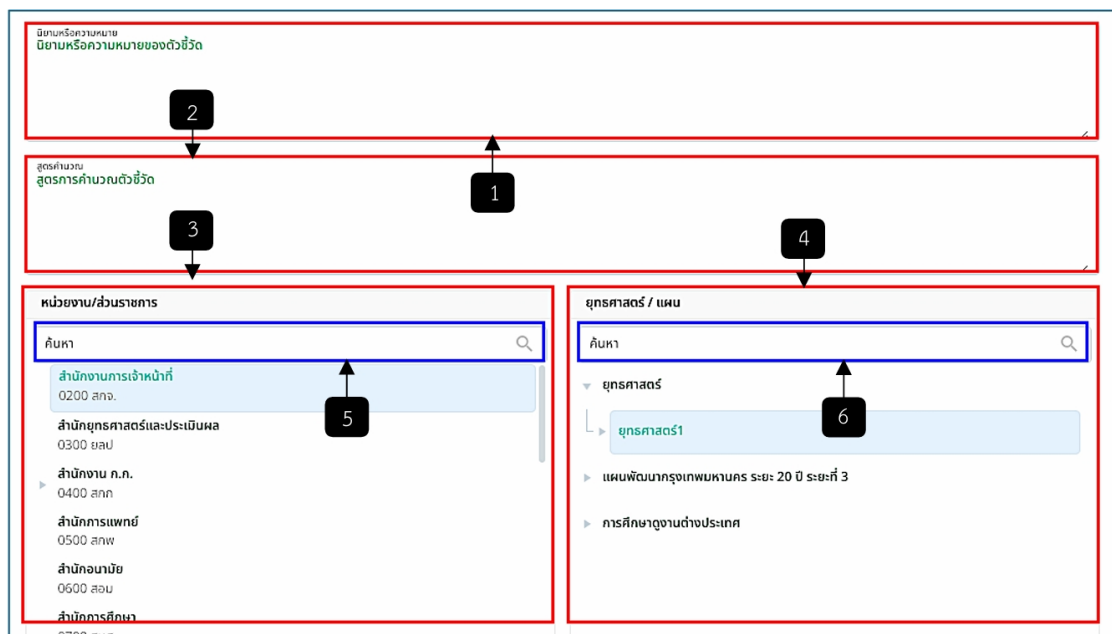 นิยามหรือความหมาย
นิยามหรือความหมายของตัวชี้วัด
2
1
สูตรคำนวณ
สูตรการคำนวณตัวชี้วัด
3
4
หน่วยงาน/ส่วนราชการ
ค้นหา
สำนักงานการเจ้าหน้าที่
0200 สกจ.
5
สำนักยุทธศาสตร์และประเมินผล
0300 ยลป
สำนักงาน ก.ก.
0400 สกก
สำนักการแพทย์
0500 สกพ
สำนักอนามัย
0600 สอม
สำนักการศึกษา
ยุทธศาสตร์ / แผน
ค้นหา
ยุทธศาสตร์
6
ยุทธศาสตร์1
แผนพัฒนากรุงเทพมหานคร ระยะ 20 ปี ระยะที่ 3
การศึกษาดูงานต่างประเทศ